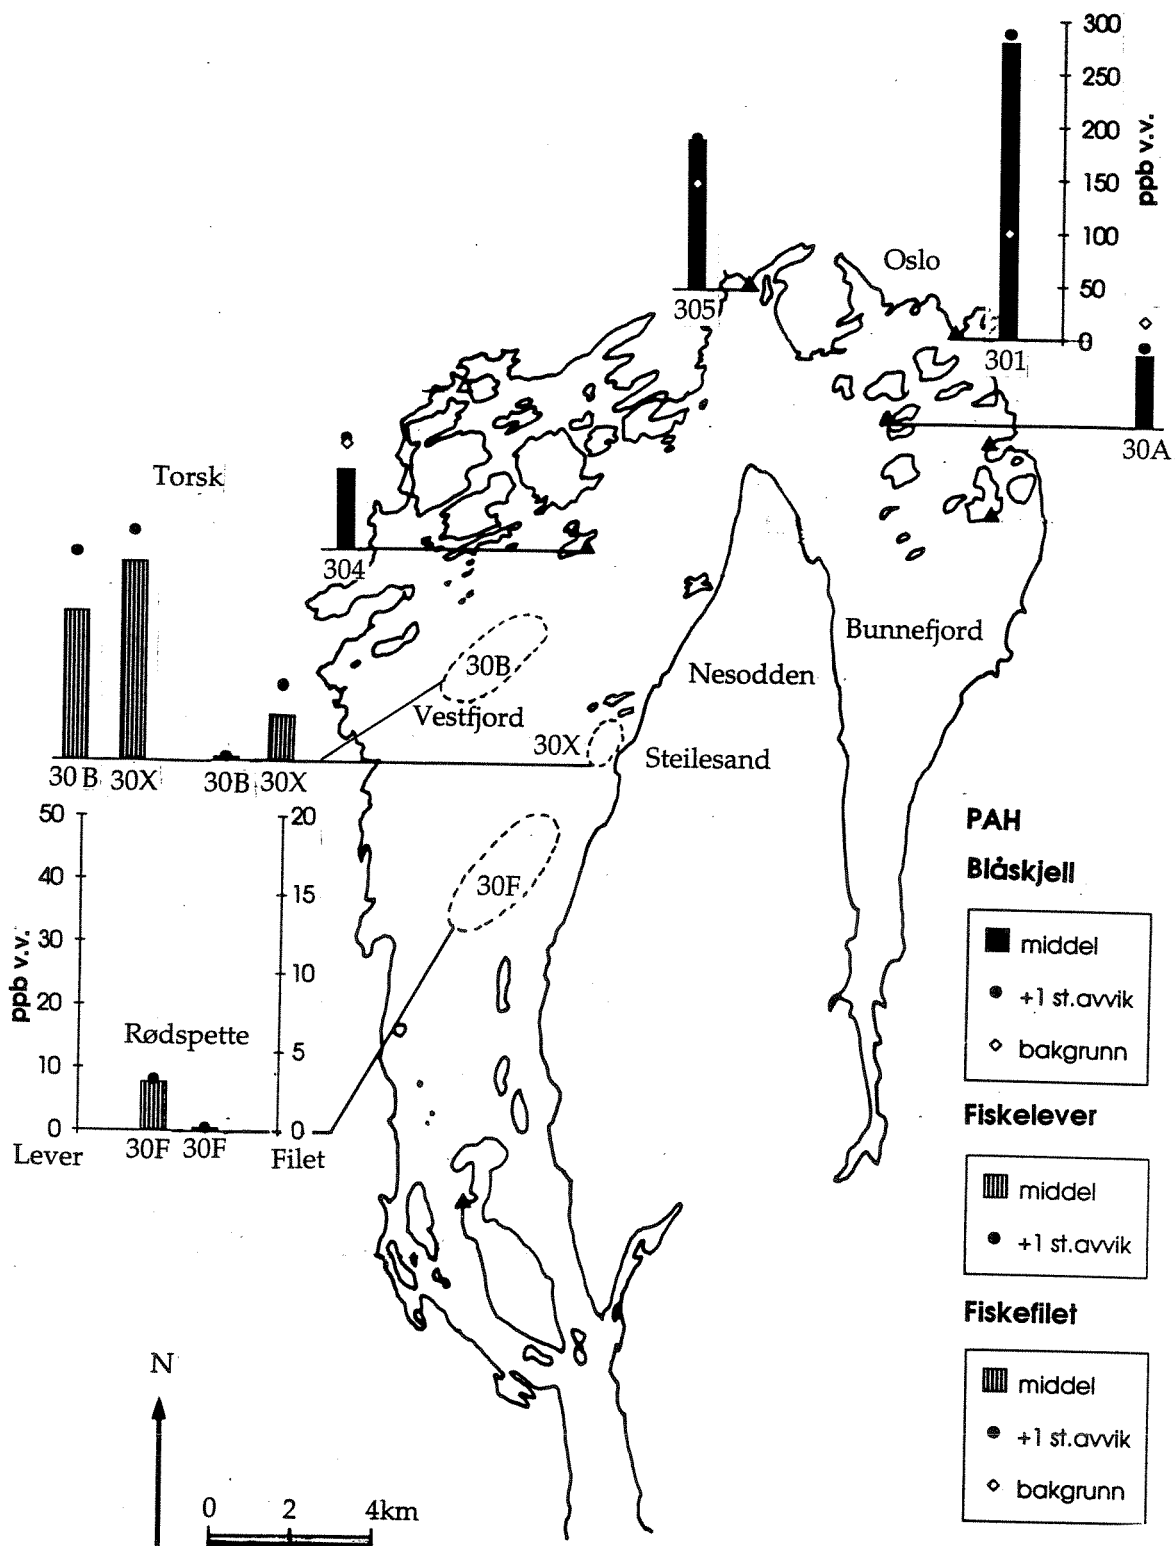 300
250
200
150
100
50
0
ppb v.v.
Oslo
305
301
30A
Torsk
304
Bunnefjord
30B
Nesodden
Vestfjord
30X
Steilesand
30B 30X 30B 30X
50
40
30
20
10
0
ppb v.v.
20
15
10
5
0
30F
Rødspette
Lever 30F 30F Filet
PAH
Blåskjell
middel
+1 st.avvik
bakgrunn
Fiskelever
middel
+1 st.avvik
Fiskefilet
middel
+1 st.avvik
bakgrunn
N
0 2 4km